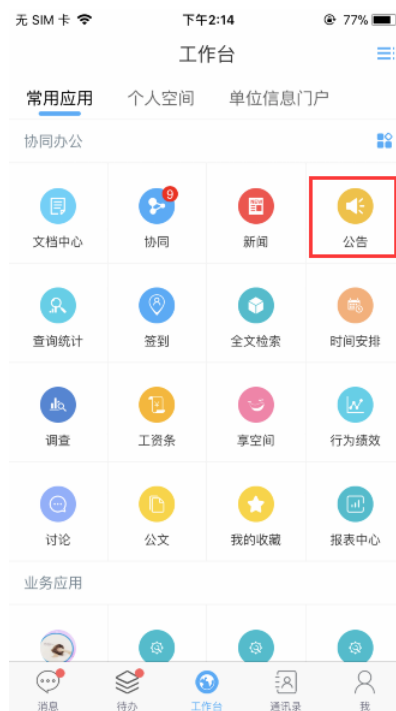 无 SIM 卡 下午2:14 77%
工作台
常用应用 个人空间 单位信息门户
协同办公
9
文档中心 协同 新闻 公告
查询统计 签到 全文检索 时间安排
调查 工资条 享空间 行为绩效
讨论 公文 我的收藏 报表中心
业务应用
消息 待办 工作台 通讯录 我